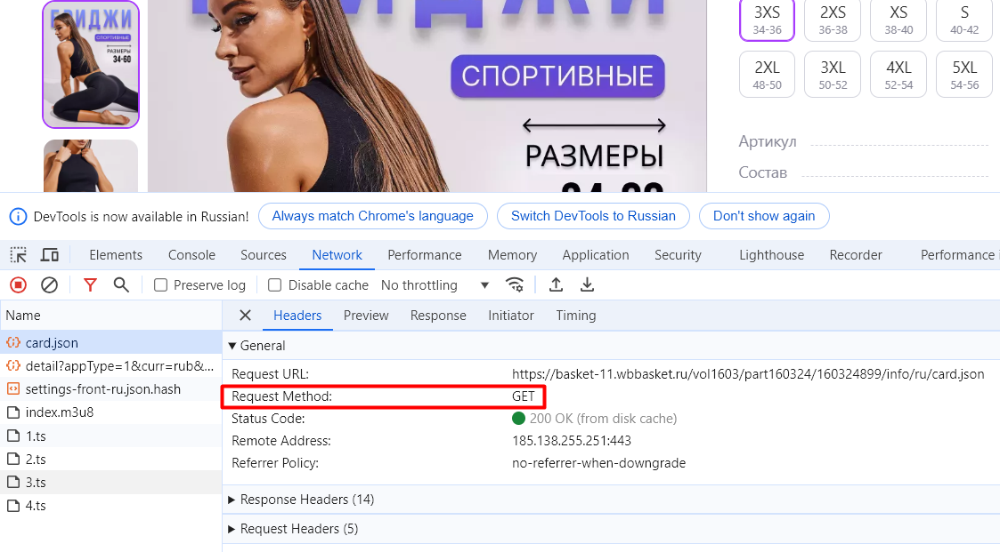 БРИДЖИ
СПОРТИВНЫЕ
РАЗМЕРЫ
34-60
БРИДЖИ
СПОРТИВНЫЕ
РАЗМЕРЫ
34-60
3XS 2XS XS S
34-36 36-38 38-40 40-42
2XL 3XL 4XL 5XL
48-50 50-52 52-54 54-56
Артикул
Состав
DevTools is now available in Russian! Always match Chrome's language Switch DevTools to Russian Don't show again
Elements Console Sources Network Performance Memory Application Security Lighthouse Recorder Performance
Preserve log Disable cache No throttling
Name Headers Preview Response Initiator Timing
card.json
detail?appType=1&curr=rub&...
settings-front-ru.json.hash
index.m3u8
1.ts
2.ts
3.ts
4.ts
General
Request URL: https://basket-11.wbbasket.ru/vol1603/part160324/160324899/info/ru/card.json
Request Method: GET
Status Code: 200 OK (from disk cache)
Remote Address: 185.138.255.251:443
Referrer Policy: no-referrer-when-downgrade
Response Headers (14)
Request Headers (5)